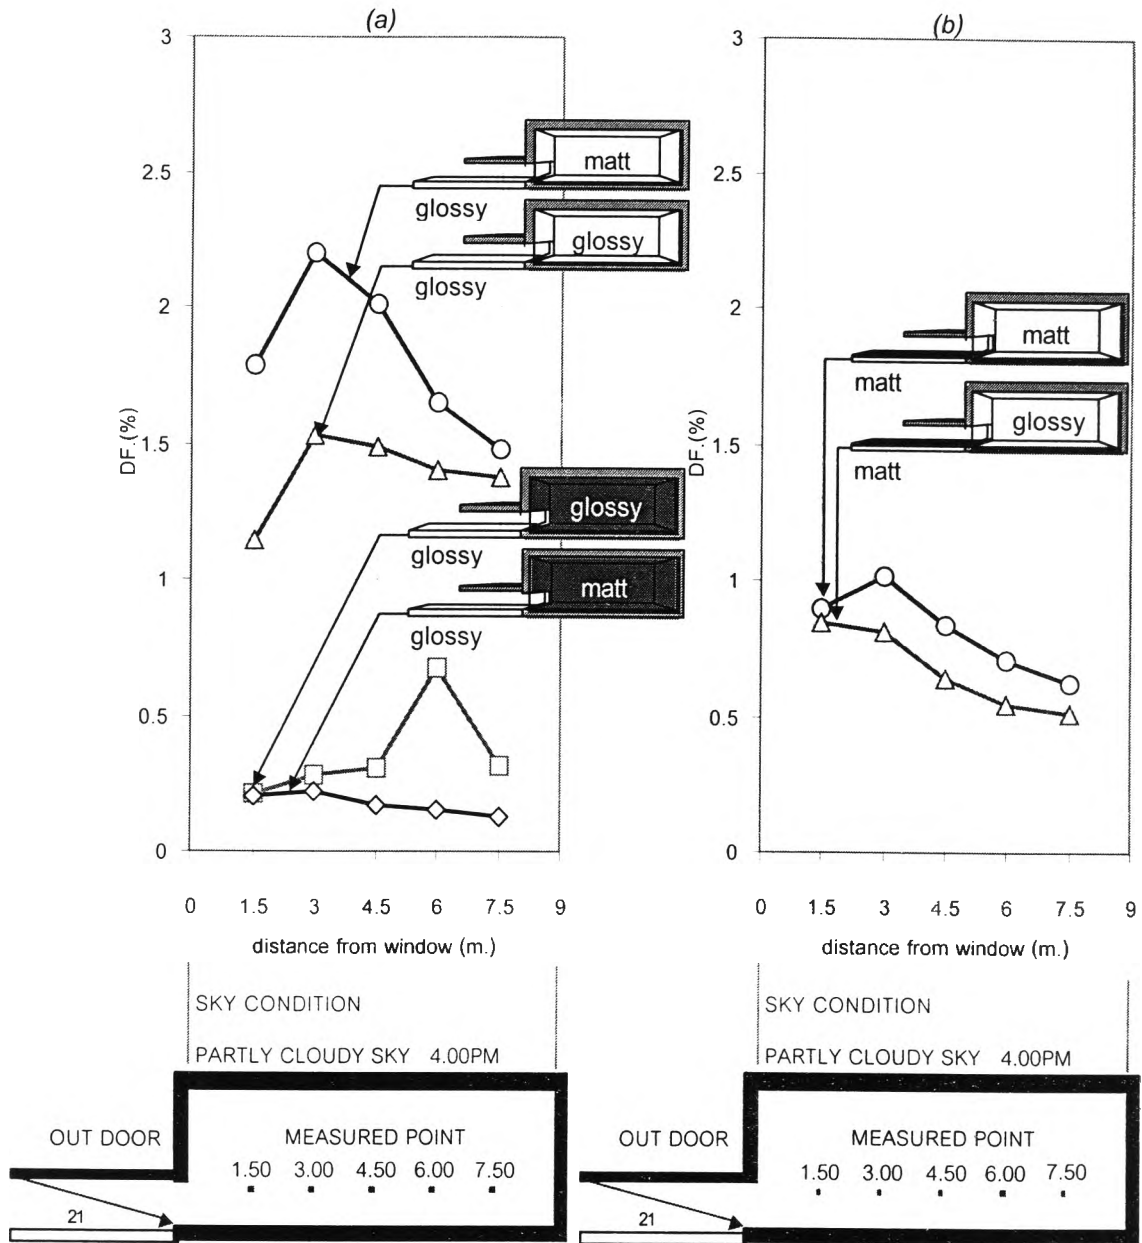 (a)
3
2.5
2
1.5
1
0.5
0
DF.(%)
matt
glossy
glossy
glossy
glossy
glossy
matt
glossy
0 1.5 3 4.5 6 7.5 9
distance from window (m.)
SKY CONDITION
PARTLY CLOUDY SKY 4.00PM
OUT DOOR
MEASURED POINT
1.50 3.00 4.50 6.00 7.50
21
(b)
3
2.5
2
1.5
1
0.5
0
DF.(%)
matt
matt
glossy
matt
0 1.5 3 4.5 6 7.5 9
distance from window (m.)
SKY CONDITION
PARTLY CLOUDY SKY 4.00PM
OUT DOOR
MEASURED POINT
1.50 3.00 4.50 6.00 7.50
21